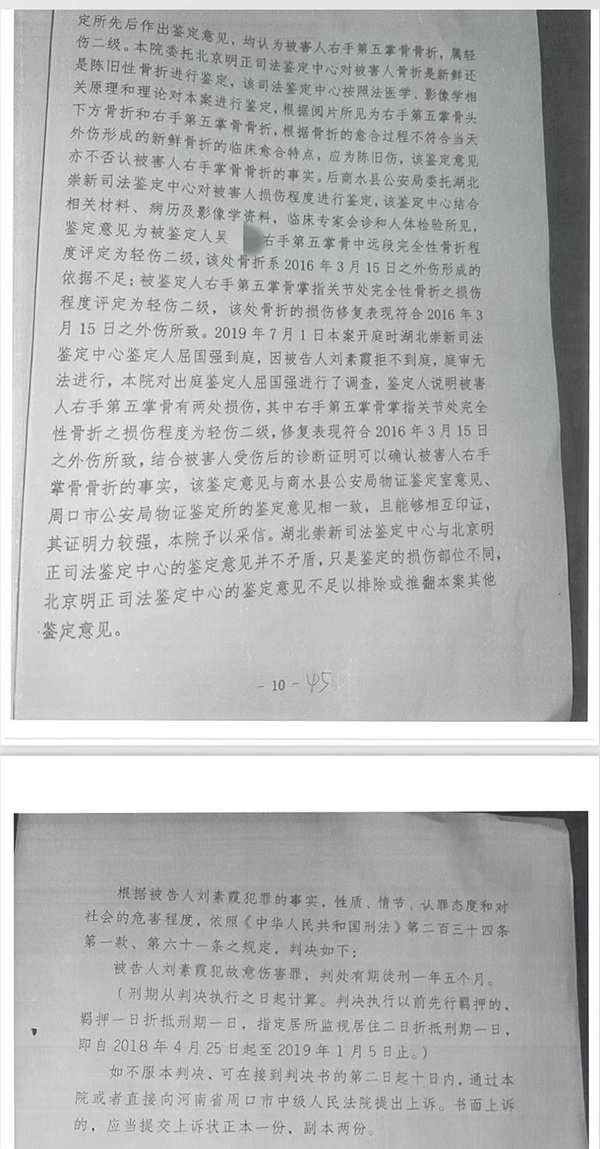 定所先后作出鉴定意见，均认为被害人右手第五掌骨骨折，属轻
伤二级。本院委托北京明正司法鉴定中心对被害人骨折是新鲜还
是陈旧性骨折进行鉴定，该司法鉴定中心按照法医学、影像学相
关原理和理论对本案进行鉴定，根据阅片所见为右手第五掌骨头
下方骨折和右手第五掌骨骨折，根据骨折的愈合过程不符合当天
外伤形成的新鲜骨折的临床愈合特点，应为陈旧伤，该鉴定意见
亦不否认被害人右手掌骨骨折的事实。后商水县公安局委托湖北
崇新司法鉴定中心对被害人损伤程度进行鉴定，该鉴定中心结合
相关材料、病历及影像学资料，临床专家会诊和人体检验所见，
鉴定意见为被鉴定人吴 右手第五掌骨中远段完全性骨折程
度评定为轻伤二级，该处骨折系2016年3月15日之外伤形成的
依据不足；被鉴定人右手第五掌骨掌指关节处完全性骨折之损伤
程度评定为轻伤二级，该处骨折的损伤修复表现符合2016年3
月15日之外伤所致。2019年7月1日本案开庭时湖北崇新司法
鉴定中心鉴定人屈国强到庭，因被告人刘素霞拒不到庭，庭审无
法进行，本院对出庭鉴定人屈国强进行了调查，鉴定人说明被害
人右手第五掌骨有两处损伤，其中右手第五掌骨掌指关节处完全
性骨折之损伤程度为轻伤二级，修复表现符合2016年3月15日
之外伤所致，结合被害人受伤后的诊断证明可以确认被害人右手
掌骨骨折的事实，该鉴定意见与商水县公安局物证鉴定室意见、
周口市公安局物证鉴定所的鉴定意见相一致，且能够相互印证，
其证明力较强，本院予以采信。湖北崇新司法鉴定中心与北京明
正司法鉴定中心的鉴定意见并不矛盾，只是鉴定的损伤部位不同，
北京明正司法鉴定中心的鉴定意见不足以排除或推翻本案其他
鉴定意见。
- 10 - 45
根据被告人刘素霞犯罪的事实，性质、情节、认罪态度和对
社会的危害程度，依照《中华人民共和国刑法》第二百三十四条
第一款、第六十一条之规定，判决如下：
被告人刘素霞犯故意伤害罪，判处有期徒刑一年五个月。
（刑期从判决执行之日起计算。判决执行以前先行羁押的，
羁押一日折抵刑期一日，指定居所监视居住二日折抵刑期一日，
即自2018年4月25日起至2019年1月5日止。）
如不服本判决，可在接到判决书的第二日起十日内，通过本
院或者直接向河南省周口市中级人民法院提出上诉。书面上诉
的，应当提交上诉状正本一份，副本两份。